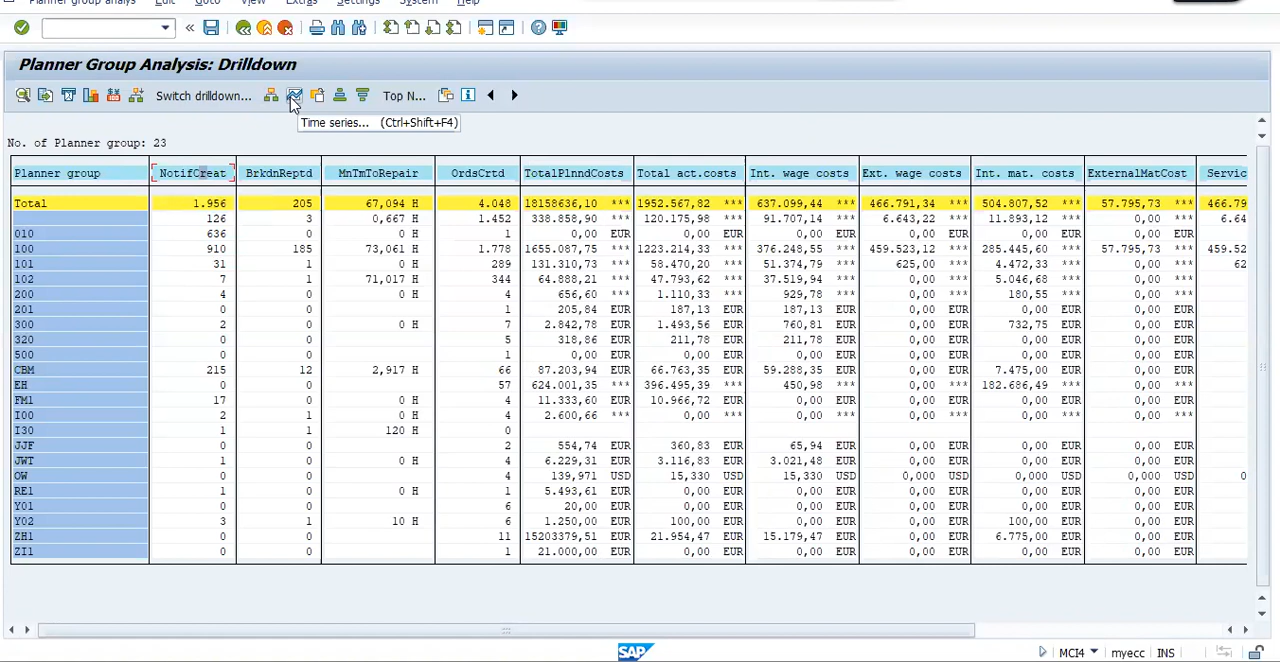 Planner group analys Edit Goto View Extras Settings System Help
Planner Group Analysis: Drilldown
Switch drilldown... Top N...
Time series... (Ctrl+Shift+F4)
No. of Planner group: 23
Planner group NotifCreat BrkdnReptd MnTmToRepair OrdsCrtd TotalPlnndCosts Total act.costs Int. wage costs Ext. wage costs Int. mat. costs ExternalMatCost Servic
Total 1.956 205 67,094 H 4.048 18158636,10 *** 1952.567,82 *** 637.099,44 *** 466.791,34 *** 504.807,52 *** 57.795,73 *** 466.79
126 3 0,667 H 1.452 338.858,90 *** 120.175,98 *** 91.707,14 *** 6.643,22 *** 11.893,12 *** 0,00 *** 6.64
010 636 0 0 H 1 0,00 EUR 0,00 EUR 0,00 EUR 0,00 EUR 0,00 EUR 0,00 EUR
100 910 185 73,061 H 1.778 1655.087,75 *** 1223.214,33 *** 376.248,55 *** 459.523,12 *** 285.445,60 *** 57.795,73 *** 459.52
101 31 1 0 H 289 131.310,73 *** 58.470,20 *** 51.374,79 *** 625,00 *** 4.472,33 *** 0,00 *** 62
102 7 1 71,017 H 344 64.888,21 *** 47.793,62 *** 37.519,94 *** 0,00 *** 5.046,68 *** 0,00 ***
200 4 0 0 H 4 656,60 *** 1.110,33 *** 929,78 *** 0,00 *** 180,55 *** 0,00 ***
201 0 0 1 205,84 EUR 187,13 EUR 187,13 EUR 0,00 EUR 0,00 EUR 0,00 EUR
300 2 0 0 H 7 2.842,78 *** 1.493,56 *** 760,81 *** 0,00 *** 732,75 *** 0,00 ***
320 0 0 5 318,86 EUR 211,78 EUR 211,78 EUR 0,00 EUR 0,00 EUR 0,00 EUR
500 0 0 1 0,00 EUR 0,00 EUR 0,00 EUR 0,00 EUR 0,00 EUR 0,00 EUR
CBM 215 12 2,917 H 66 87.203,94 EUR 66.763,35 EUR 59.288,35 EUR 0,00 EUR 7.475,00 EUR 0,00 EUR
EH 0 0 57 624.001,35 *** 396.495,39 *** 450,98 *** 0,00 *** 182.686,49 *** 0,00 ***
FM1 17 0 0 H 4 11.333,60 EUR 10.966,72 EUR 0,00 EUR 0,00 EUR 0,00 EUR 0,00 EUR
I00 2 1 0 H 4 2.600,66 *** 0,00 *** 0,00 *** 0,00 *** 0,00 *** 0,00 ***
I30 1 1 120 H 0
JJF 0 0 2 554,74 EUR 360,83 EUR 65,94 EUR 0,00 EUR 0,00 EUR 0,00 EUR
JWT 1 0 0 H 4 6.229,31 EUR 3.116,83 EUR 3.021,48 EUR 0,00 EUR 0,00 EUR 0,00 EUR
OW 0 0 4 139,971 USD 15,330 USD 15,330 USD 0,000 USD 0,000 USD 0,000 USD 0
RE1 1 0 0 H 1 5.493,61 EUR 0,00 EUR 0,00 EUR 0,00 EUR 0,00 EUR 0,00 EUR
Y01 0 0 6 20,00 EUR 0,00 EUR 0,00 EUR 0,00 EUR 0,00 EUR 0,00 EUR
Y02 3 1 10 H 6 1.250,00 EUR 100,00 EUR 0,00 EUR 0,00 EUR 100,00 EUR 0,00 EUR
ZH1 0 0 11 15203379,51 EUR 21.954,47 EUR 15.179,47 EUR 0,00 EUR 6.775,00 EUR 0,00 EUR
ZI1 0 0 1 21.000,00 EUR 0,00 EUR 0,00 EUR 0,00 EUR 0,00 EUR 0,00 EUR
SAP MCI4 myecc INS